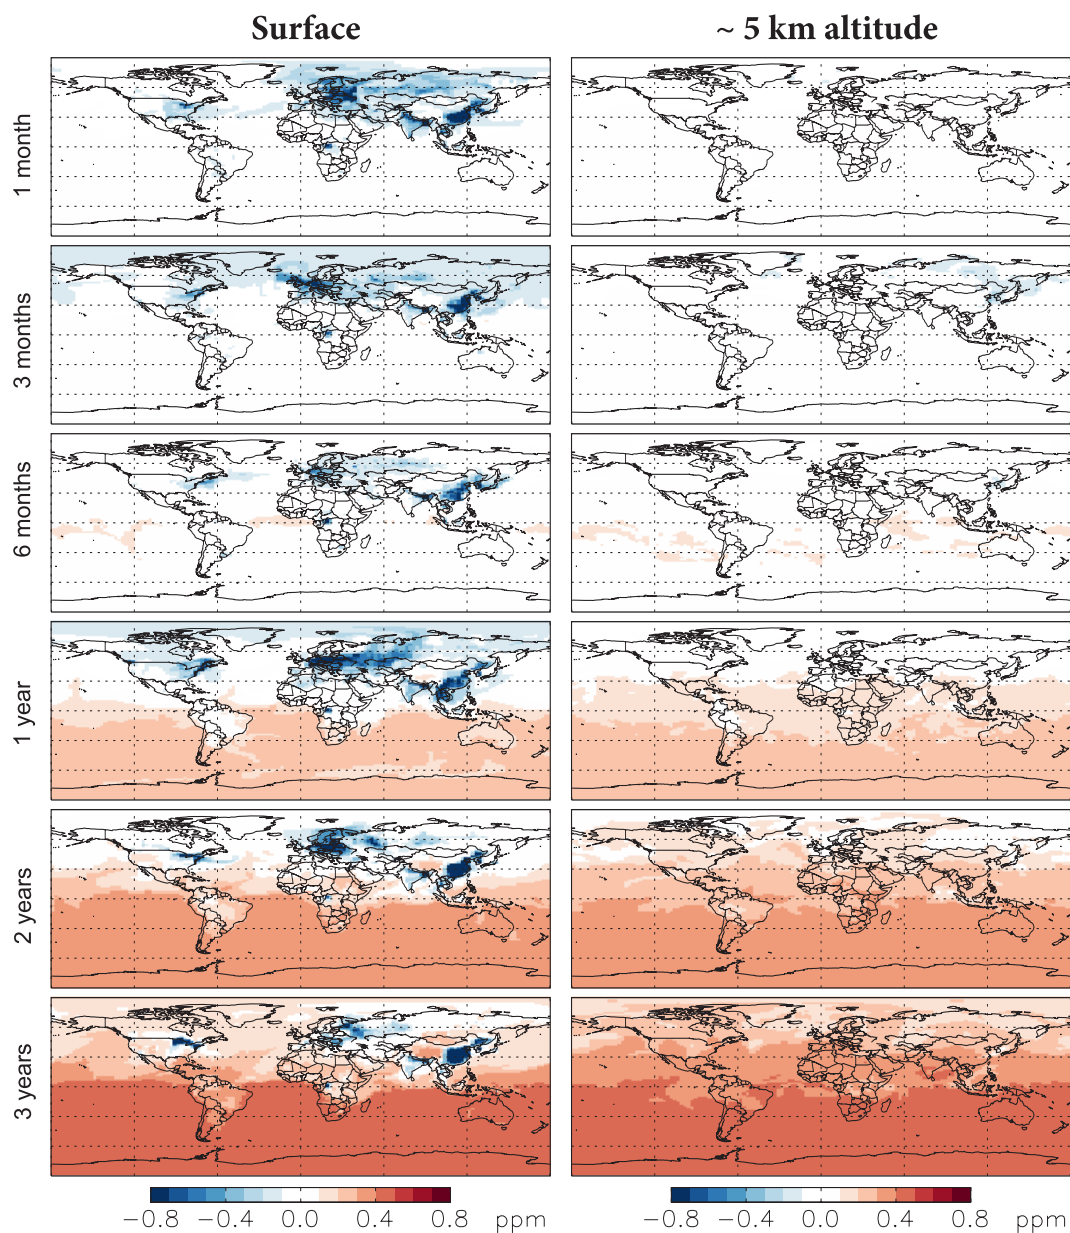 Surface
~ 5 km altitude
1 month
3 months
6 months
1 year
2 years
3 years
−0.8 −0.4 0.0 0.4 0.8 ppm
−0.8 −0.4 0.0 0.4 0.8 ppm